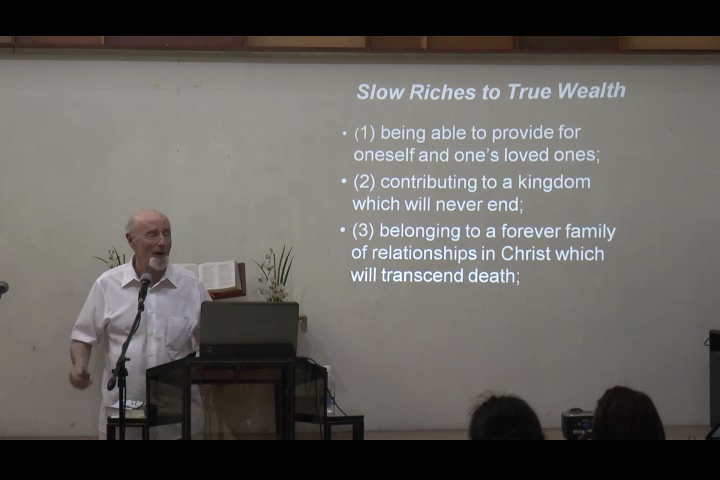 Slow Riches to True Wealth
• (1) being able to provide for
oneself and one's loved ones;
• (2) contributing to a kingdom
which will never end;
• (3) belonging to a forever family
of relationships in Christ which
will transcend death;